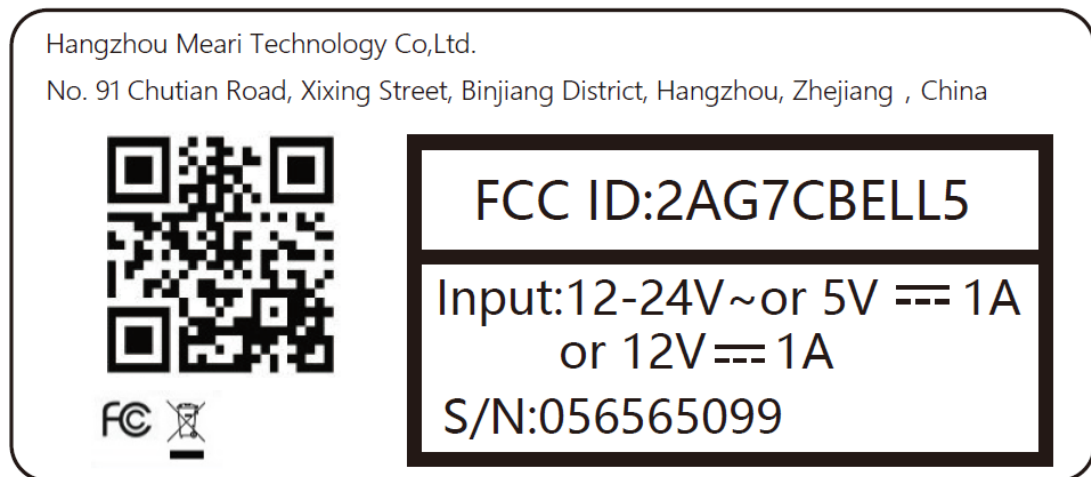 Hangzhou Meari Technology Co,Ltd.
No. 91 Chutian Road, Xixing Street, Binjiang District, Hangzhou, Zhejiang , China
FCC ID:2AG7CBELL5
Input:12-24V~or 5V ⎓ 1A
or 12V ⎓ 1A
S/N:056565099
FC